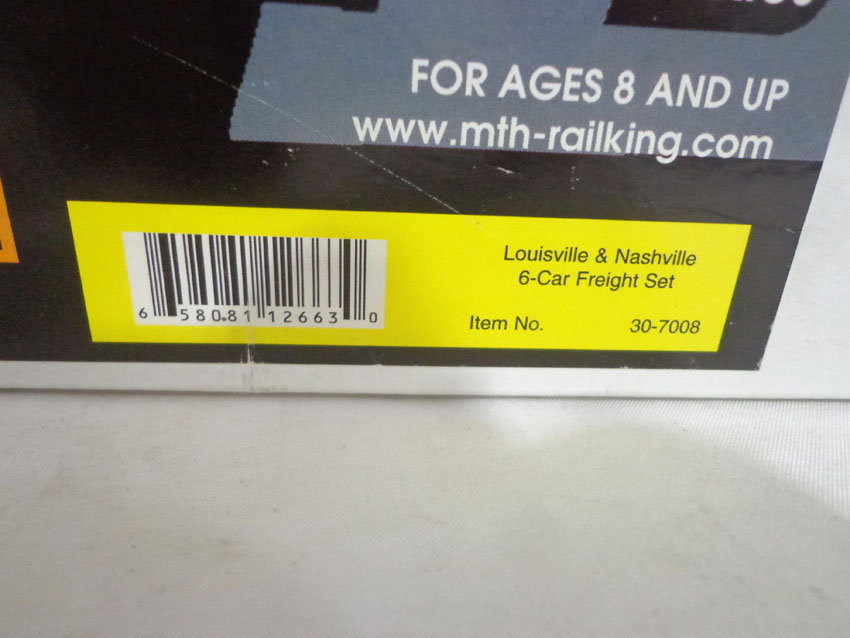 FOR AGES 8 AND UP
www.mth-railking.com
Louisville & Nashville
6-Car Freight Set
Item No. 30-7008
6 58081 12663 0